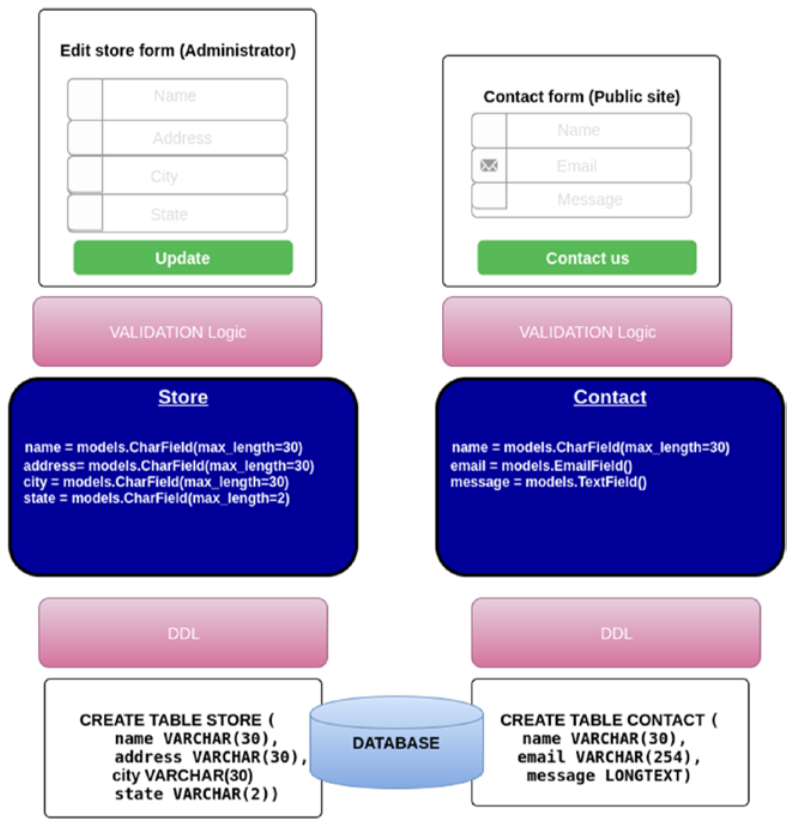 Edit store form (Administrator)
Name
Address
City
State
Update
VALIDATION Logic
Store
name = models.CharField(max_length=30)
address= models.CharField(max_length=30)
city = models.CharField(max_length=30)
state = models.CharField(max_length=2)
DDL
CREATE TABLE STORE (
name VARCHAR(30),
address VARCHAR(30),
city VARCHAR(30)
state VARCHAR(2))
DATABASE
Contact form (Public site)
Name
Email
Message
Contact us
VALIDATION Logic
Contact
name = models.CharField(max_length=30)
email = models.EmailField()
message = models.TextField()
DDL
CREATE TABLE CONTACT (
name VARCHAR(30),
email VARCHAR(254),
message LONGTEXT)